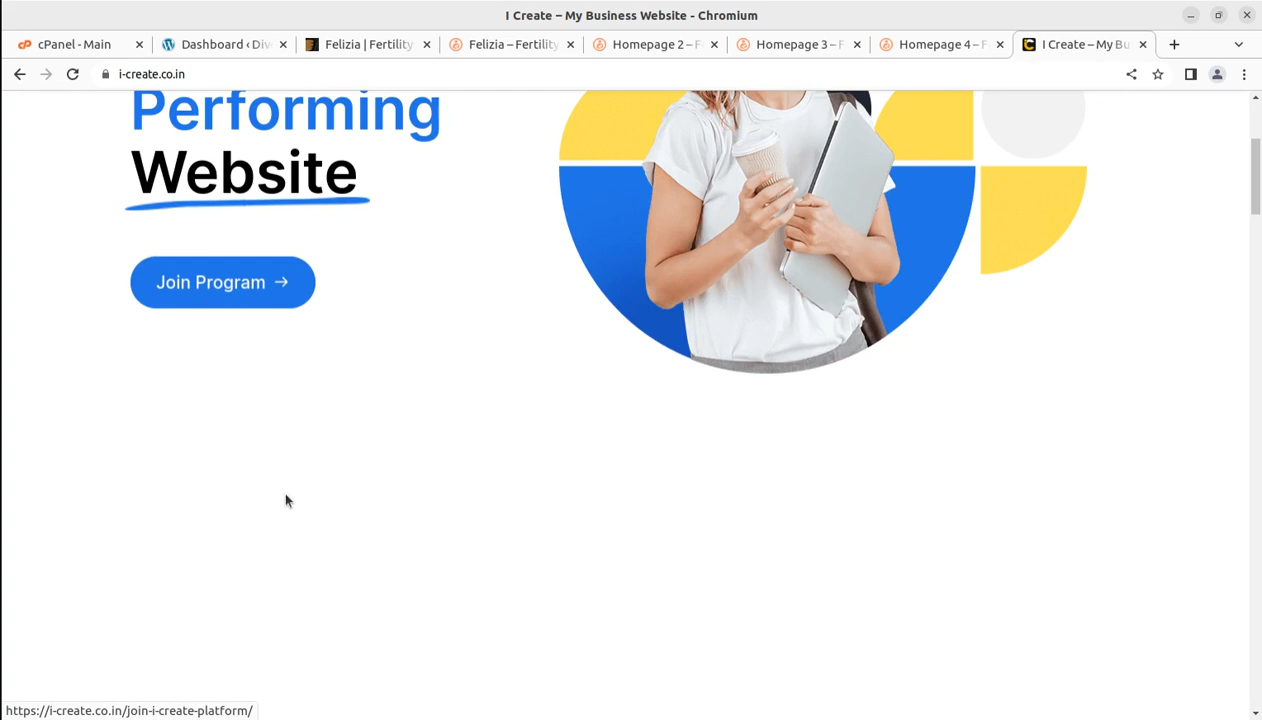 I Create – My Business Website - Chromium
cPanel - Main
Dashboard ‹ Div
Felizia | Fertility
Felizia – Fertility
Homepage 2 – F
Homepage 3 – F
Homepage 4 – F
I Create – My Bu
i-create.co.in
Performing
Website
Join Program →
https://i-create.co.in/join-i-create-platform/